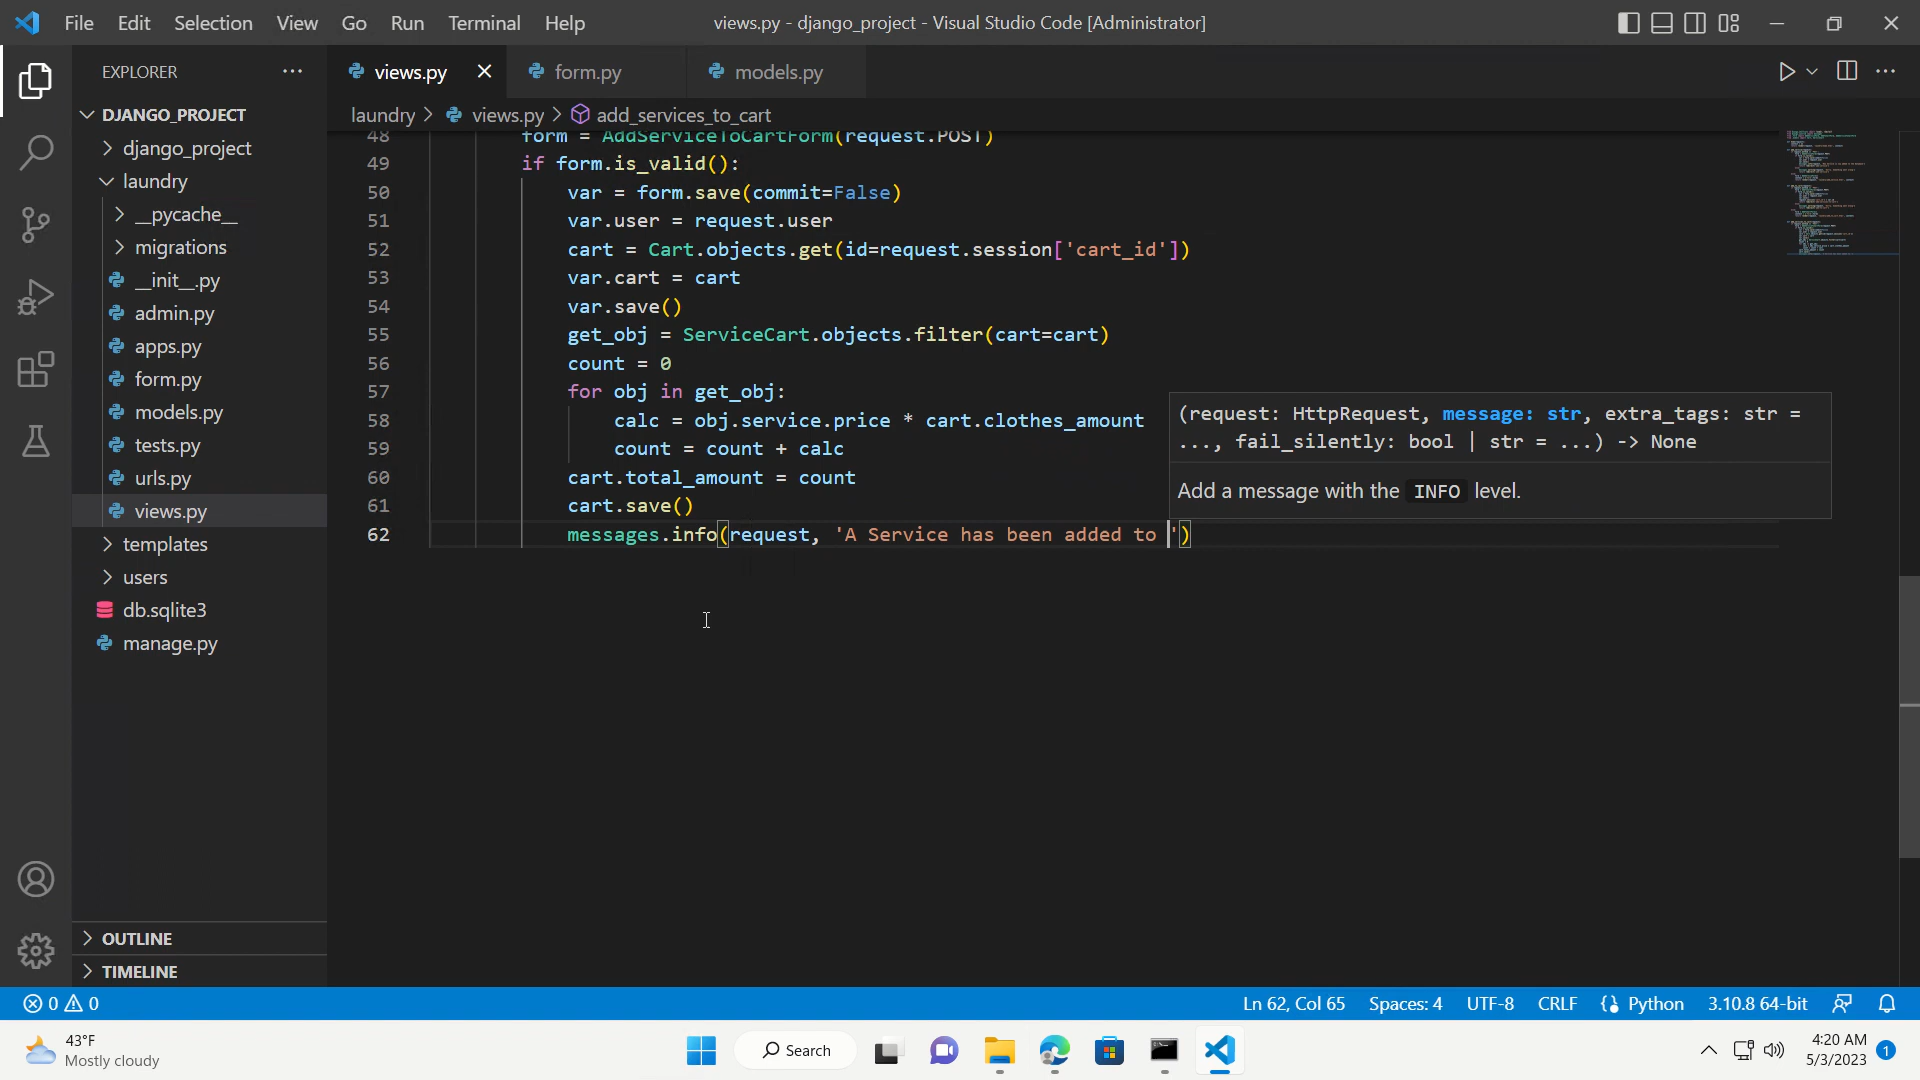 File Edit Selection View Go Run Terminal Help
views.py - django_project - Visual Studio Code [Administrator]
EXPLORER
views.py
form.py
models.py
DJANGO_PROJECT
laundry > views.py > add_services_to_cart
django_project
laundry
__pycache__
migrations
__init__.py
admin.py
apps.py
form.py
models.py
tests.py
urls.py
views.py
templates
users
db.sqlite3
manage.py
OUTLINE
TIMELINE
48 form = AddServiceToCartForm(request.POST)
49 if form.is_valid():
50 var = form.save(commit=False)
51 var.user = request.user
52 cart = Cart.objects.get(id=request.session['cart_id'])
53 var.cart = cart
54 var.save()
55 get_obj = ServiceCart.objects.filter(cart=cart)
56 count = 0
57 for obj in get_obj:
58 calc = obj.service.price * cart.clothes_amount
59 count = count + calc
60 cart.total_amount = count
61 cart.save()
62 messages.info(request, 'A Service has been added to ')
(request: HttpRequest, message: str, extra_tags: str =
..., fail_silently: bool | str = ...) -> None
Add a message with the INFO level.
0 0
Ln 62, Col 65 Spaces: 4 UTF-8 CRLF Python 3.10.8 64-bit
43°F
Mostly cloudy
Search
4:20 AM
5/3/2023
1